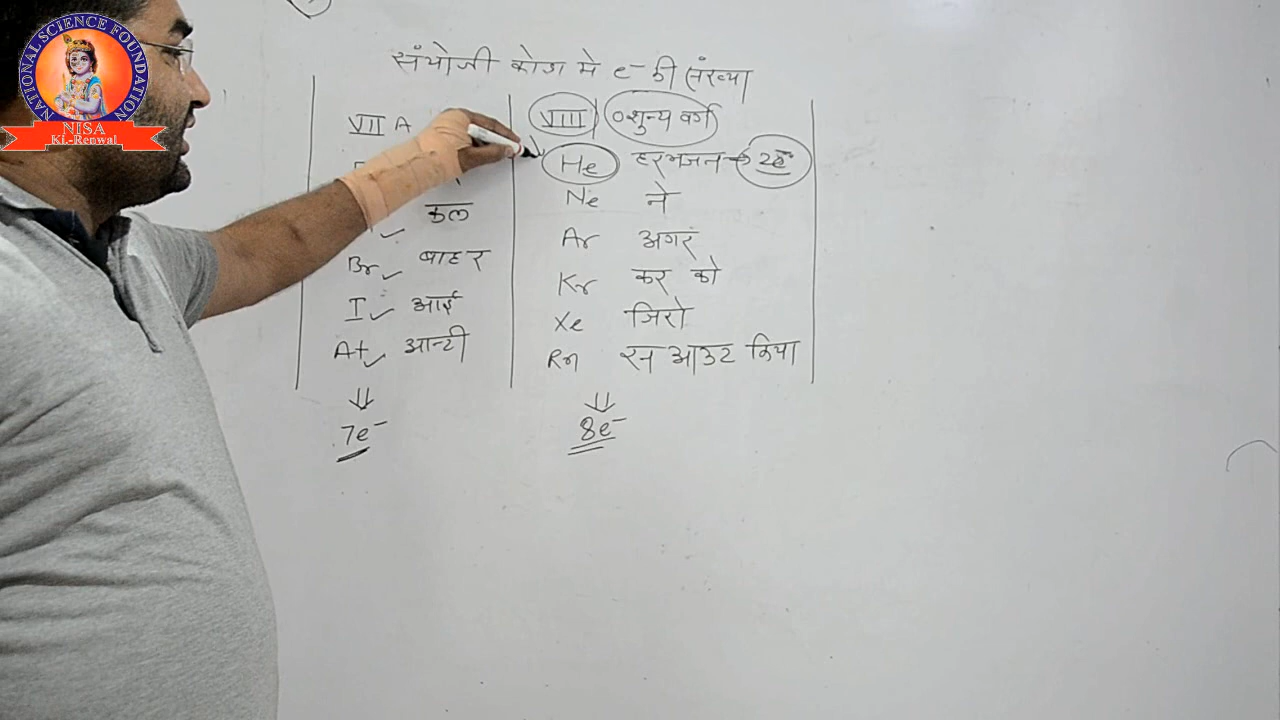 NATIONAL SCIENCE FOUNDATION
NISA
Ki.-Renwal
संयोजी कोश मे e⁻ की संख्या
VII A
कल
Br बाहर
I आई
At आन्टी
7e⁻
VIII 0 शुन्य वर्ग
He हरभजन → 2e⁻
Ne ने
Ar अगर
Kr कर को
Xe जिरो
Rn रन आउट किया
8e⁻